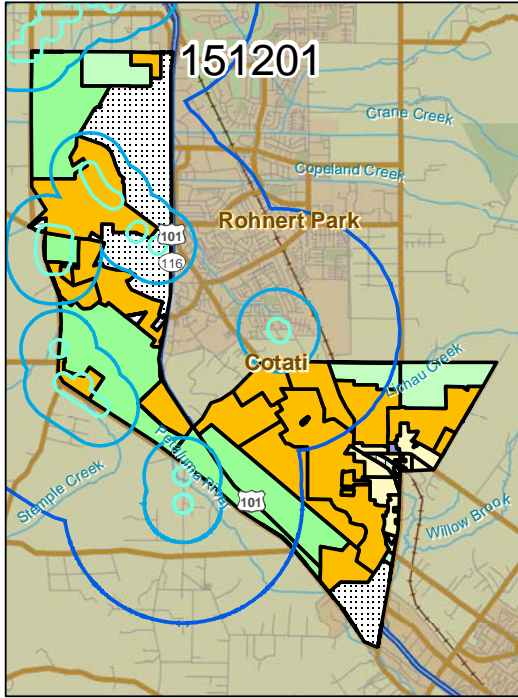 151201
Crane Creek
Copeland Creek
Rohnert Park
101
116
Cotati
Lichau Creek
Petaluma River
Stemple Creek
101
Willow Brook